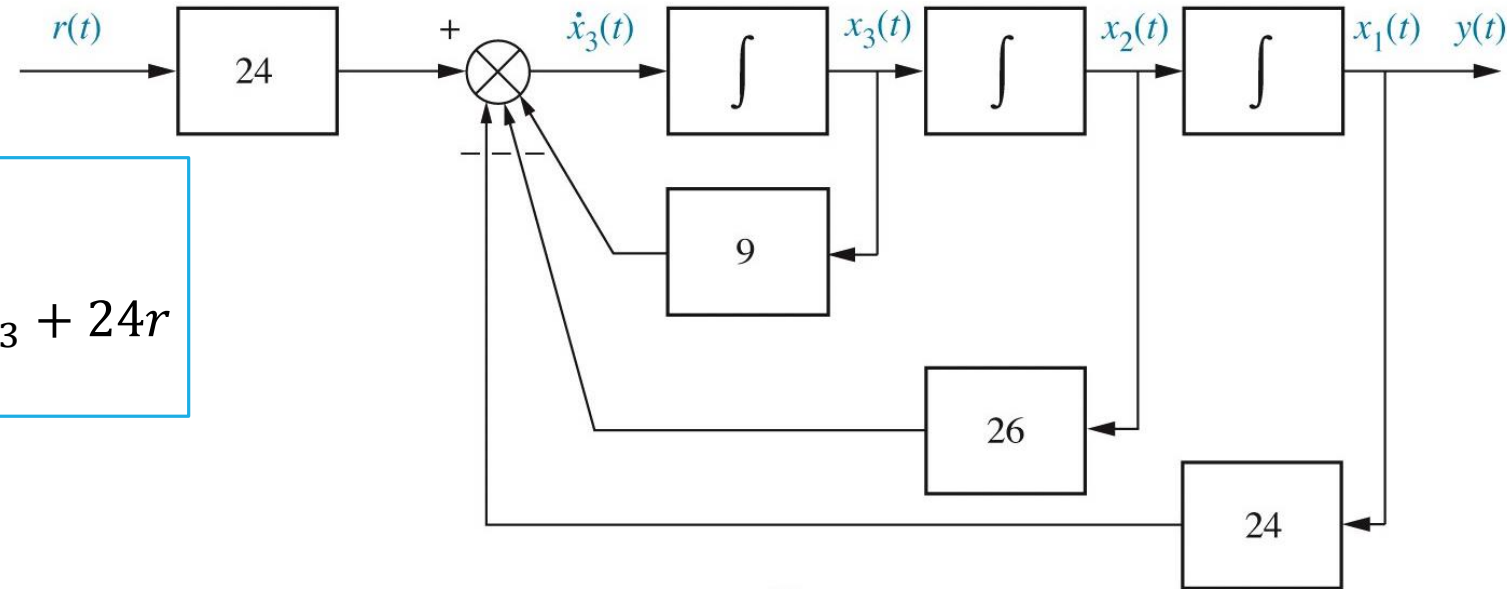 r(t) 24 + ẋ₃(t) ∫ x₃(t) ∫ x₂(t) ∫ x₁(t) y(t)
− − −
9
₃ + 24r
26
24